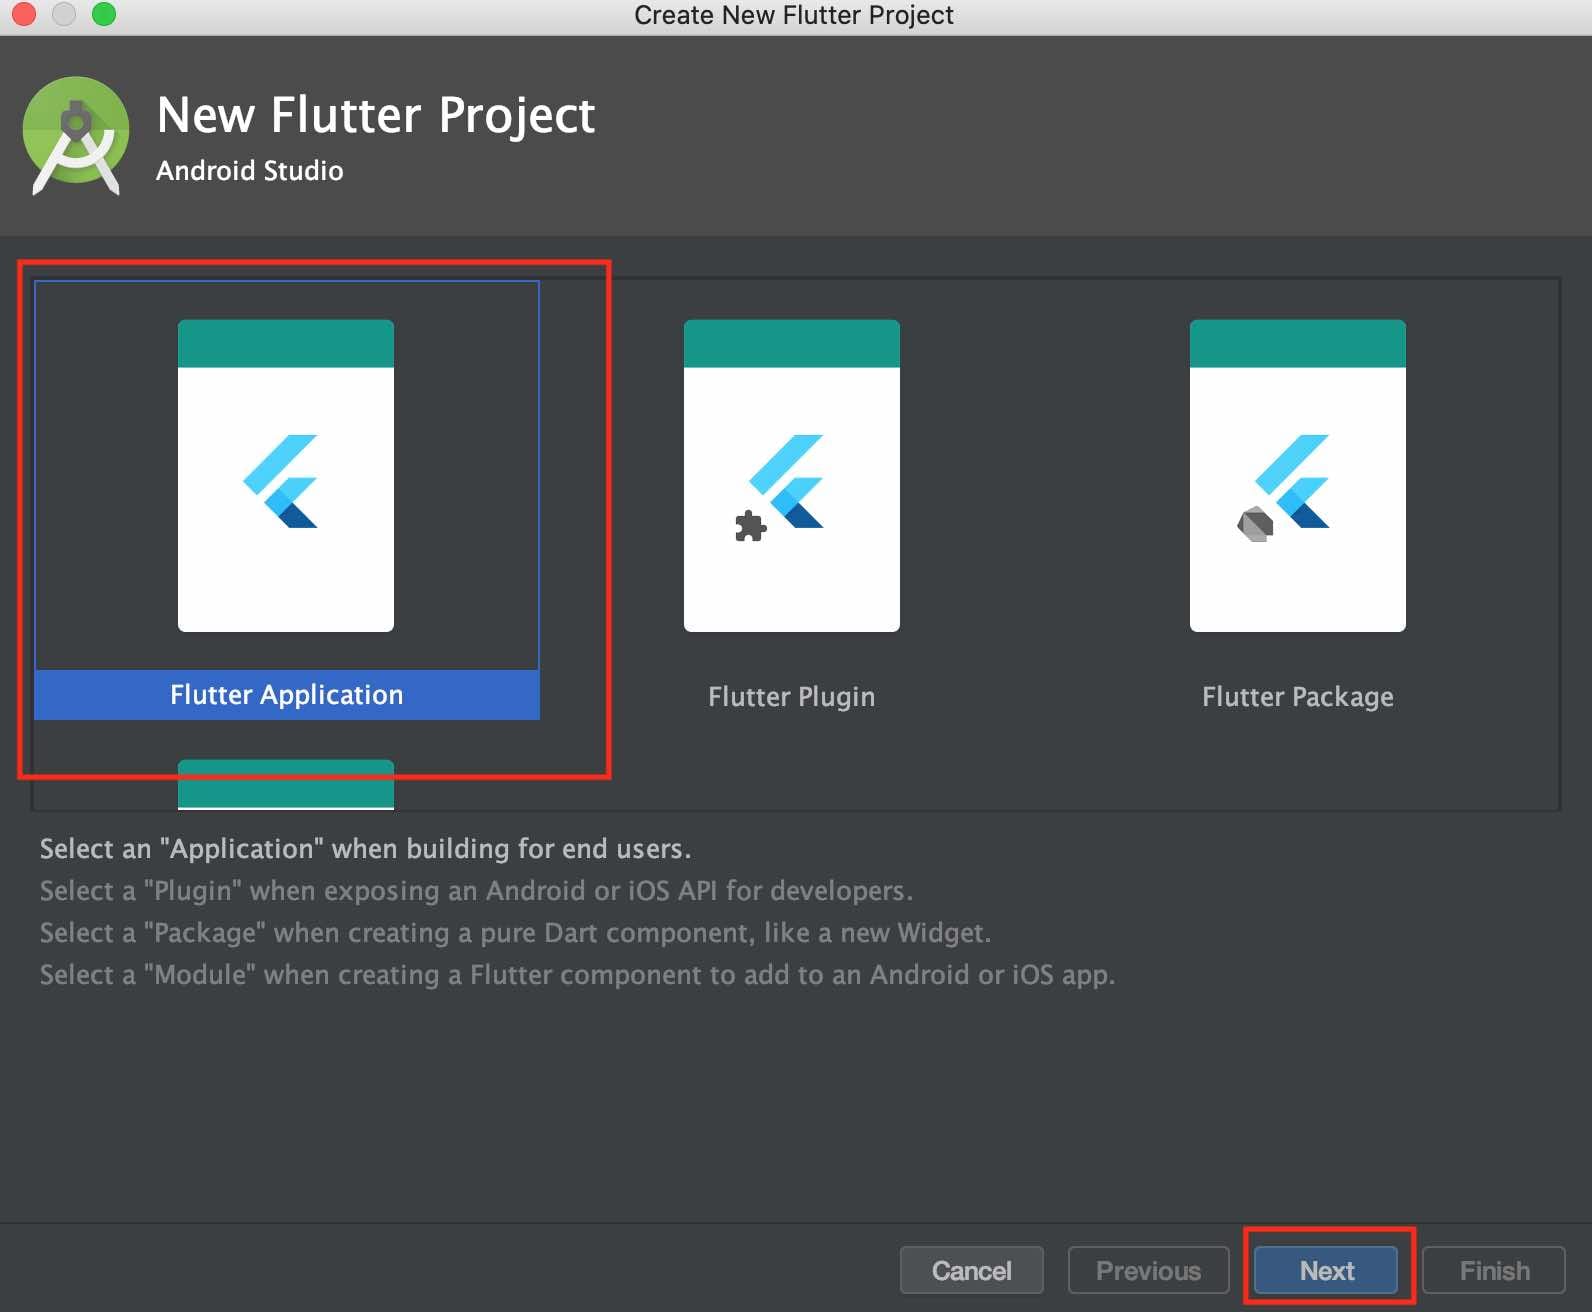 Create New Flutter Project
New Flutter Project
Android Studio
Flutter Application
Flutter Plugin
Flutter Package
Select an "Application" when building for end users.
Select a "Plugin" when exposing an Android or iOS API for developers.
Select a "Package" when creating a pure Dart component, like a new Widget.
Select a "Module" when creating a Flutter component to add to an Android or iOS app.
Cancel
Previous
Next
Finish